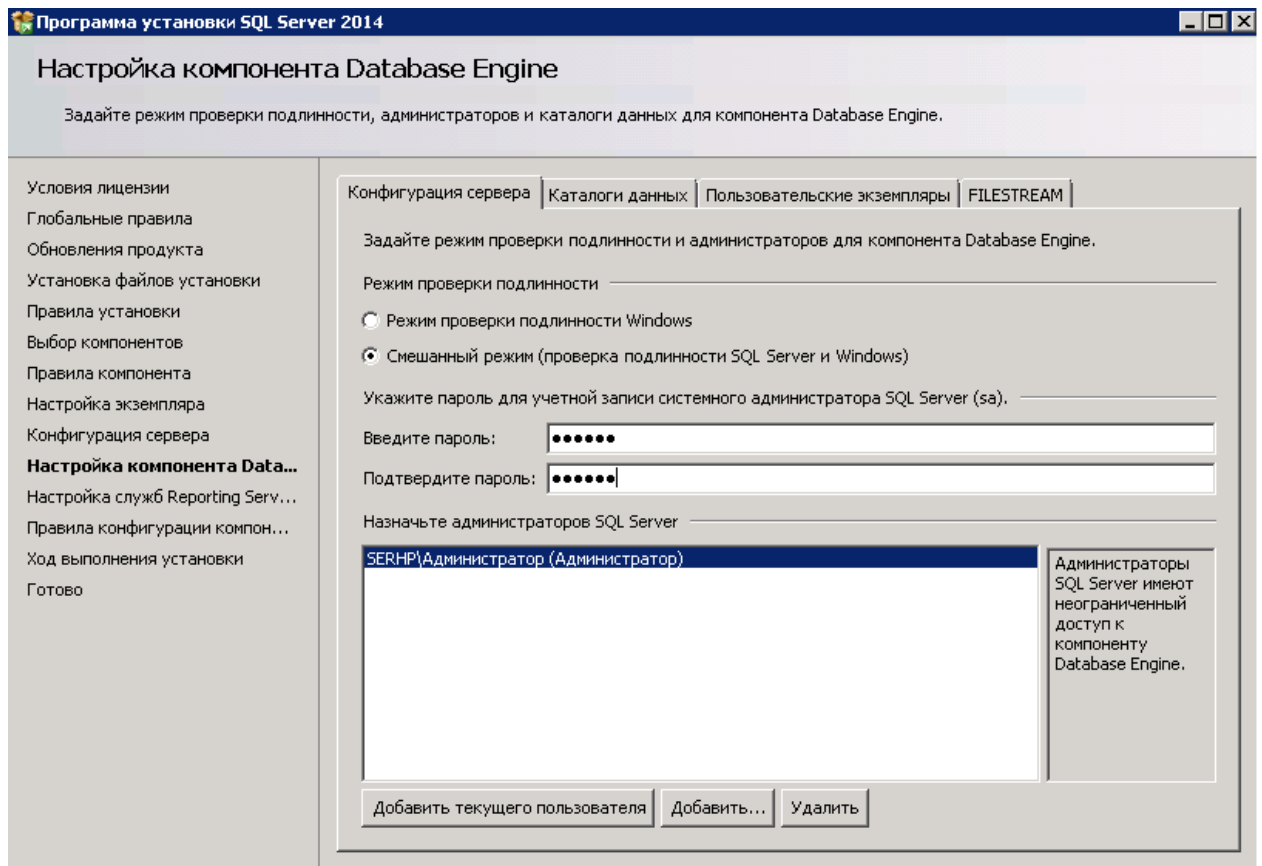 Программа установки SQL Server 2014
Настройка компонента Database Engine
Задайте режим проверки подлинности, администраторов и каталоги данных для компонента Database Engine.
Условия лицензии
Глобальные правила
Обновления продукта
Установка файлов установки
Правила установки
Выбор компонентов
Правила компонента
Настройка экземпляра
Конфигурация сервера
Настройка компонента Data...
Настройка служб Reporting Serv...
Правила конфигурации компон...
Ход выполнения установки
Готово
Конфигурация сервера
Каталоги данных
Пользовательские экземпляры
FILESTREAM
Задайте режим проверки подлинности и администраторов для компонента Database Engine.
Режим проверки подлинности
Режим проверки подлинности Windows
Смешанный режим (проверка подлинности SQL Server и Windows)
Укажите пароль для учетной записи системного администратора SQL Server (sa).
Введите пароль: ●●●●●●
Подтвердите пароль: ●●●●●●
Назначьте администраторов SQL Server
SERHP\Администратор (Администратор)
Администраторы
SQL Server имеют
неограниченный
доступ к
компоненту
Database Engine.
Добавить текущего пользователя
Добавить...
Удалить